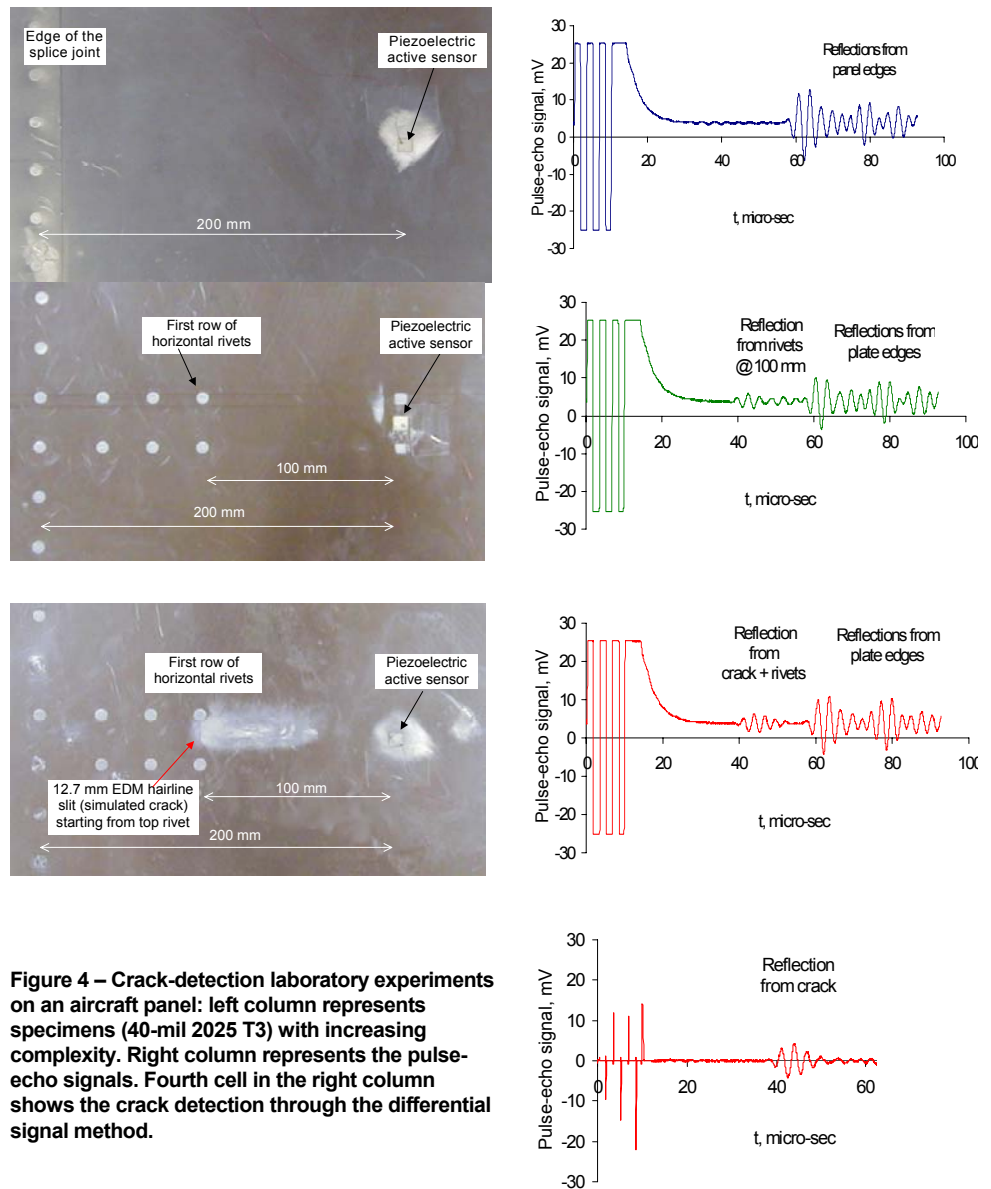 Edge of the
splice joint
Piezoelectric
active sensor
200 mm
30
20
10
0
-10
-20
-30
Pulse-echo signal, mV
Reflections from
panel edges
0
20
40
60
80
100
t, micro-sec
First row of
horizontal rivets
Piezoelectric
active sensor
100 mm
200 mm
30
20
10
0
-10
-20
-30
Pulse-echo signal, mV
Reflection
from rivets
@ 100 mm
Reflections from
plate edges
0
20
40
60
80
100
t, micro-sec
First row of
horizontal rivets
Piezoelectric
active sensor
12.7 mm EDM hairline
slit (simulated crack)
starting from top rivet
100 mm
200 mm
30
20
10
0
-10
-20
-30
Pulse-echo signal, mV
Reflection
from
crack + rivets
Reflections from
plate edges
0
20
40
60
80
t, micro-sec
Figure 4 – Crack-detection laboratory experiments
on an aircraft panel: left column represents
specimens (40-mil 2025 T3) with increasing
complexity. Right column represents the pulse-
echo signals. Fourth cell in the right column
shows the crack detection through the differential
signal method.
30
20
10
0
-10
-20
-30
Pulse-echo signal, mV
Reflection
from crack
0
20
40
60
t, micro-sec